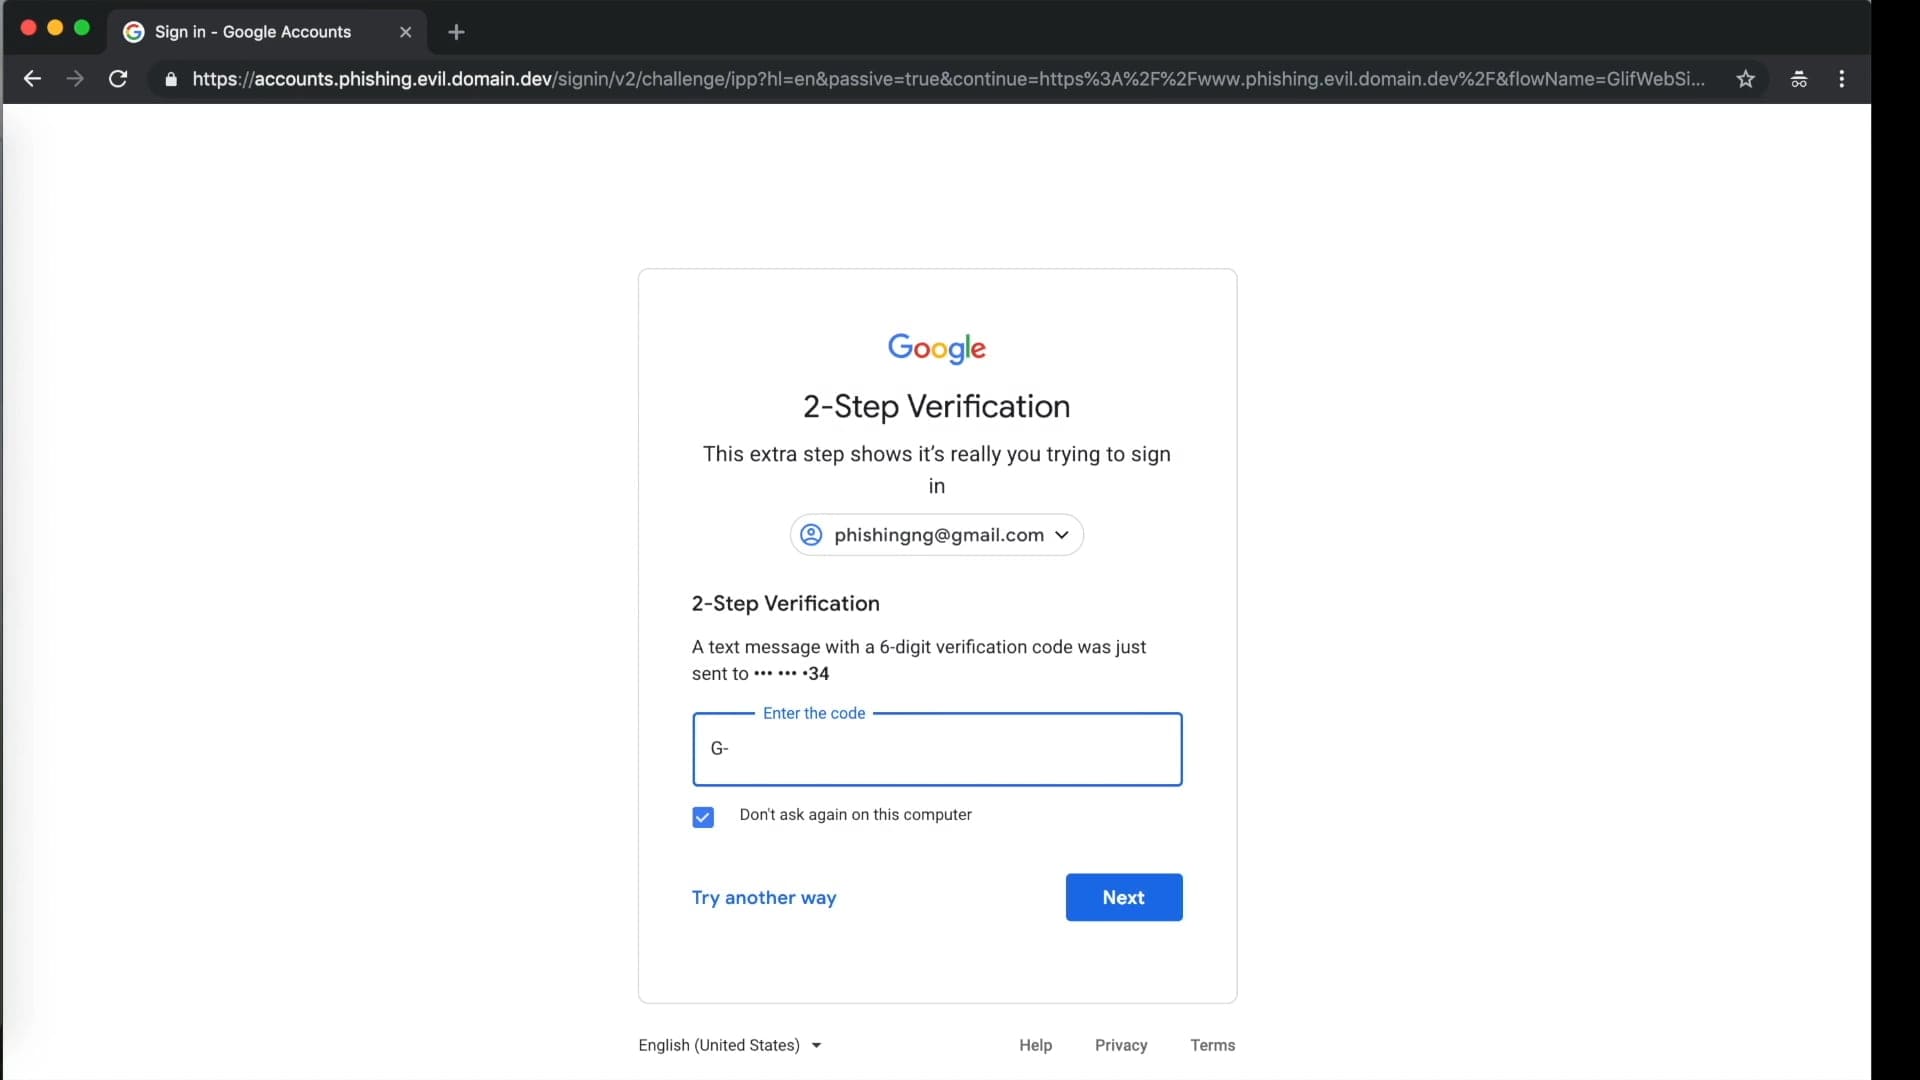 Sign in - Google Accounts
https://accounts.phishing.evil.domain.dev/signin/v2/challenge/ipp?hl=en&passive=true&continue=https%3A%2F%2Fwww.phishing.evil.domain.dev%2F&flowName=GlifWebSi...
Google
2-Step Verification
This extra step shows it’s really you trying to sign
in
phishingng@gmail.com
2-Step Verification
A text message with a 6-digit verification code was just
sent to ••• ••• •34
Enter the code
G-
Don't ask again on this computer
Try another way
Next
English (United States)
Help
Privacy
Terms